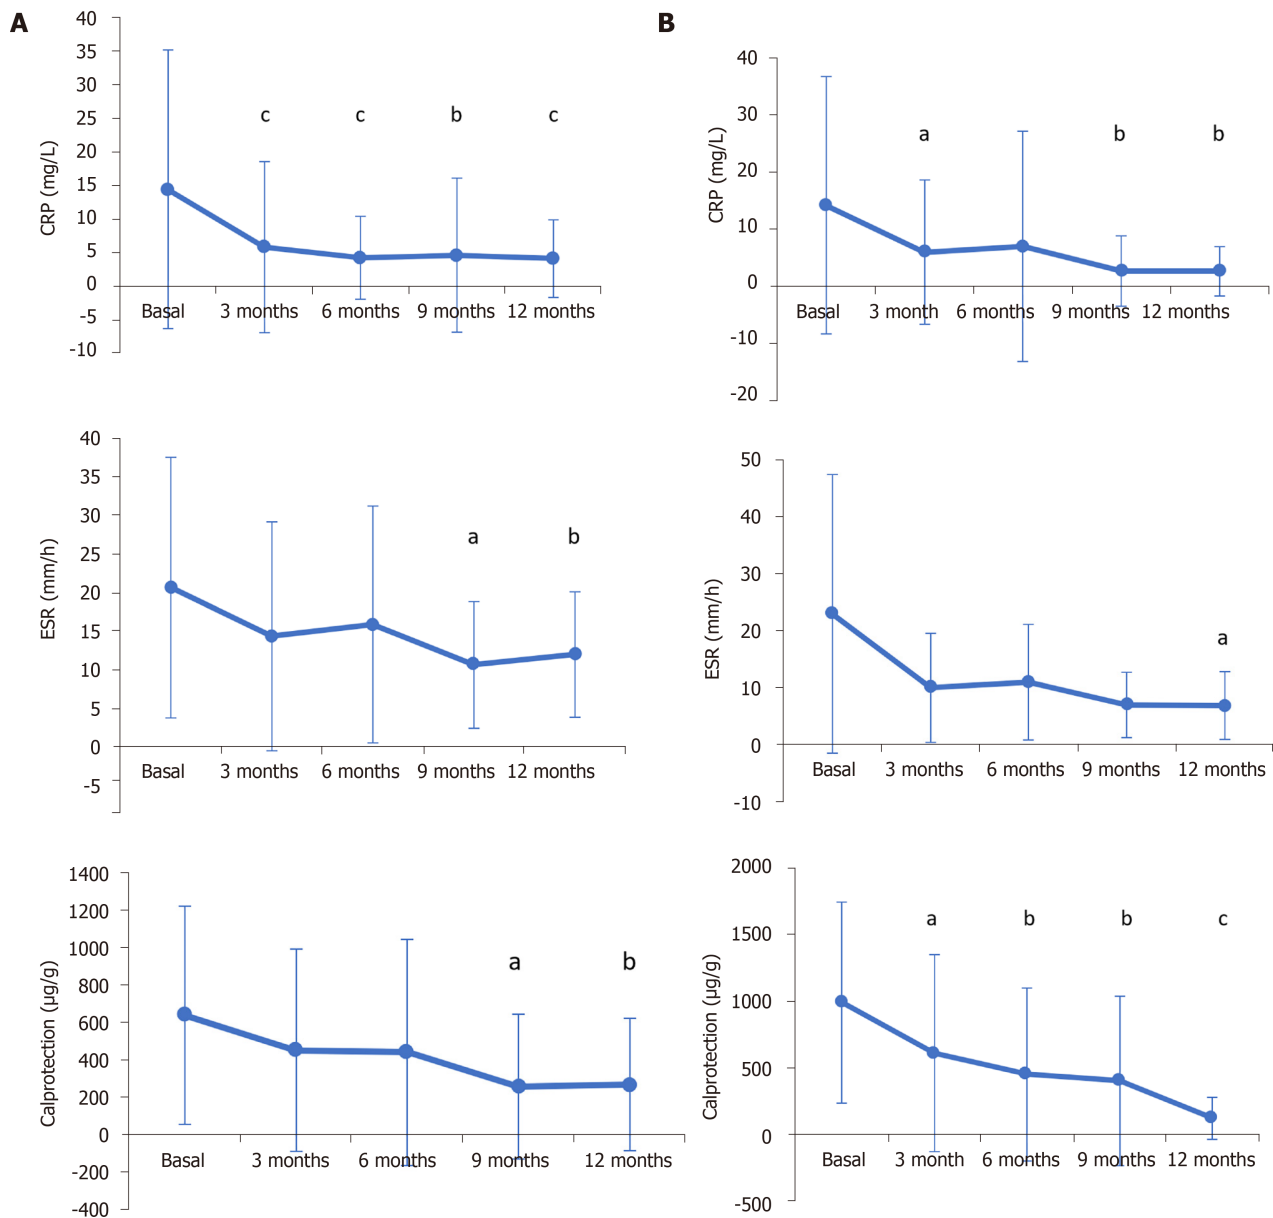 A
CRP (mg/L)
40
35
30
25
20
15
10
5
0
-5
-10
c
c
b
c
Basal
3 months
6 months
9 months
12 months
B
CRP (mg/L)
40
30
20
10
0
-10
-20
a
b
b
Basal
3 month
6 months
9 months
12 months
ESR (mm/h)
40
35
30
25
20
15
10
5
0
-5
a
b
Basal
3 months
6 months
9 months
12 months
ESR (mm/h)
50
40
30
20
10
0
-10
a
Basal
3 months
6 months
9 months
12 months
Calprotection (µg/g)
1400
1200
1000
800
600
400
200
0
-200
-400
a
b
Basal
3 months
6 months
9 months
12 months
Calprotection (µg/g)
2000
1500
1000
500
0
-500
a
b
b
c
Basal
3 month
6 months
9 months
12 months